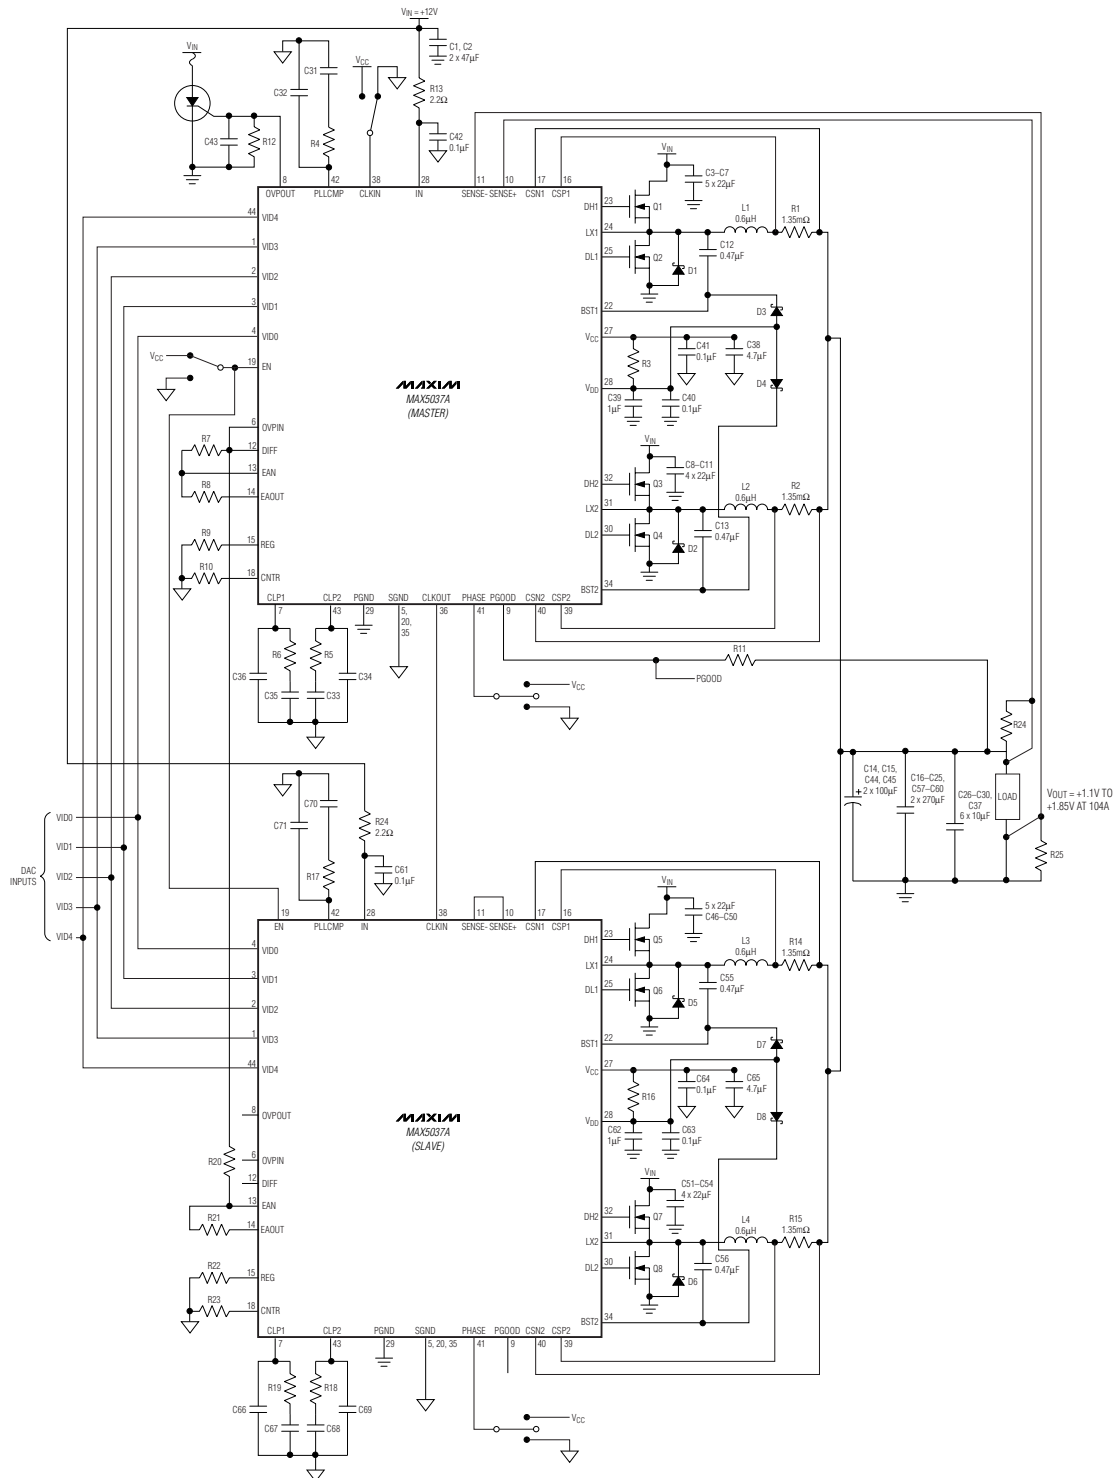 VIN = +12V
C1, C2
2 x 47µF
VIN
VCC
C31
C32
R13
2.2Ω
C43
R12
R4
C42
0.1µF
8
42
38
28
11
10
17
16
OVPOUT
PLLCMP
CLKIN
IN
SENSE-
SENSE+
CSN1
CSP1
VIN
C3–C7
5 x 22µF
44
VID4
1
VID3
2
VID2
3
VID1
4
VID0
VCC
19
EN
6
OVPIN
R7
12
DIFF
13
EAN
R8
14
EAOUT
R9
15
REG
R10
18
CNTR
MAXIM
MAX5037A
(MASTER)
DH1
23
Q1
LX1
24
L1
0.6µH
R1
1.35mΩ
DL1
25
Q2
D1
C12
0.47µF
BST1
22
D3
VCC
27
R3
C41
0.1µF
C38
4.7µF
D4
VDD
28
C39
1µF
C40
0.1µF
VIN
C8–C11
4 x 22µF
DH2
32
Q3
LX2
31
L2
0.6µH
R2
1.35mΩ
DL2
30
Q4
D2
C13
0.47µF
BST2
34
CLP1
CLP2
PGND
SGND
CLKOUT
PHASE
PGOOD
CSN2
CSP2
7
43
29
5,
20,
35
36
41
9
40
39
R6
R5
C36
C35
C33
C34
VCC
R11
PGOOD
R24
C14, C15,
C44, C45
2 x 100µF
+
C16–C25,
C57–C60
2 x 270µF
C26–C30,
C37
6 x 10µF
LOAD
VOUT = +1.1V TO
+1.85V AT 104A
R25
C70
C71
R24
2.2Ω
R17
C61
0.1µF
DAC
INPUTS
VID0
VID1
VID2
VID3
VID4
19
42
28
38
11
10
17
16
EN
PLLCMP
IN
CLKIN
SENSE-
SENSE+
CSN1
CSP1
VIN
5 x 22µF
C46–C50
4
VID0
3
VID1
2
VID2
1
VID3
44
VID4
8
OVPOUT
R20
6
OVPIN
12
DIFF
13
EAN
R21
14
EAOUT
R22
15
REG
R23
18
CNTR
MAXIM
MAX5037A
(SLAVE)
DH1
23
Q5
LX1
24
L3
0.6µH
R14
1.35mΩ
DL1
25
Q6
D5
C55
0.47µF
BST1
22
D7
VCC
27
R16
C64
0.1µF
C65
4.7µF
D8
VDD
28
C62
1µF
C63
0.1µF
VIN
C51–C54
4 x 22µF
DH2
32
Q7
LX2
31
L4
0.6µH
R15
1.35mΩ
DL2
30
Q8
D6
C56
0.47µF
BST2
34
CLP1
CLP2
PGND
SGND
PHASE
PGOOD
CSN2
CSP2
7
43
29
5, 20, 35
41
9
40
39
R19
R18
C66
C67
C68
C69
VCC